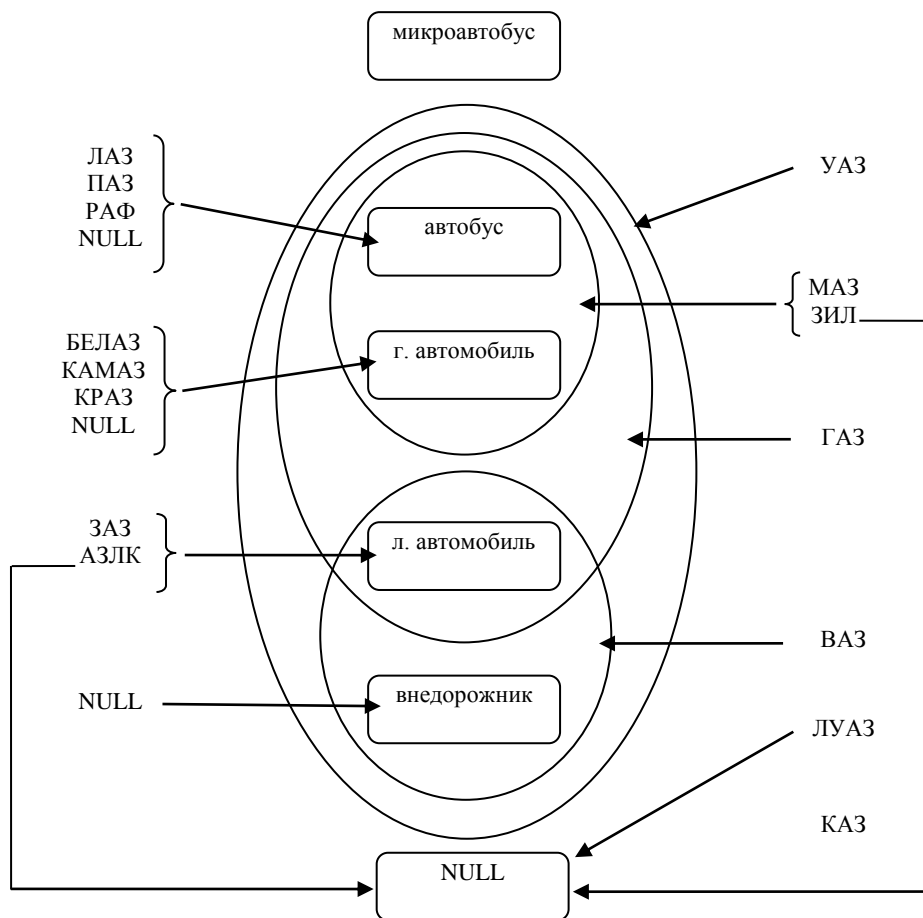 микроавтобус
ЛАЗ
ПАЗ
РАФ
NULL
автобус
УАЗ
МАЗ
ЗИЛ
БЕЛАЗ
КАМАЗ
КРАЗ
NULL
г. автомобиль
ГАЗ
ЗАЗ
АЗЛК
л. автомобиль
ВАЗ
NULL
внедорожник
ЛУАЗ
КАЗ
NULL